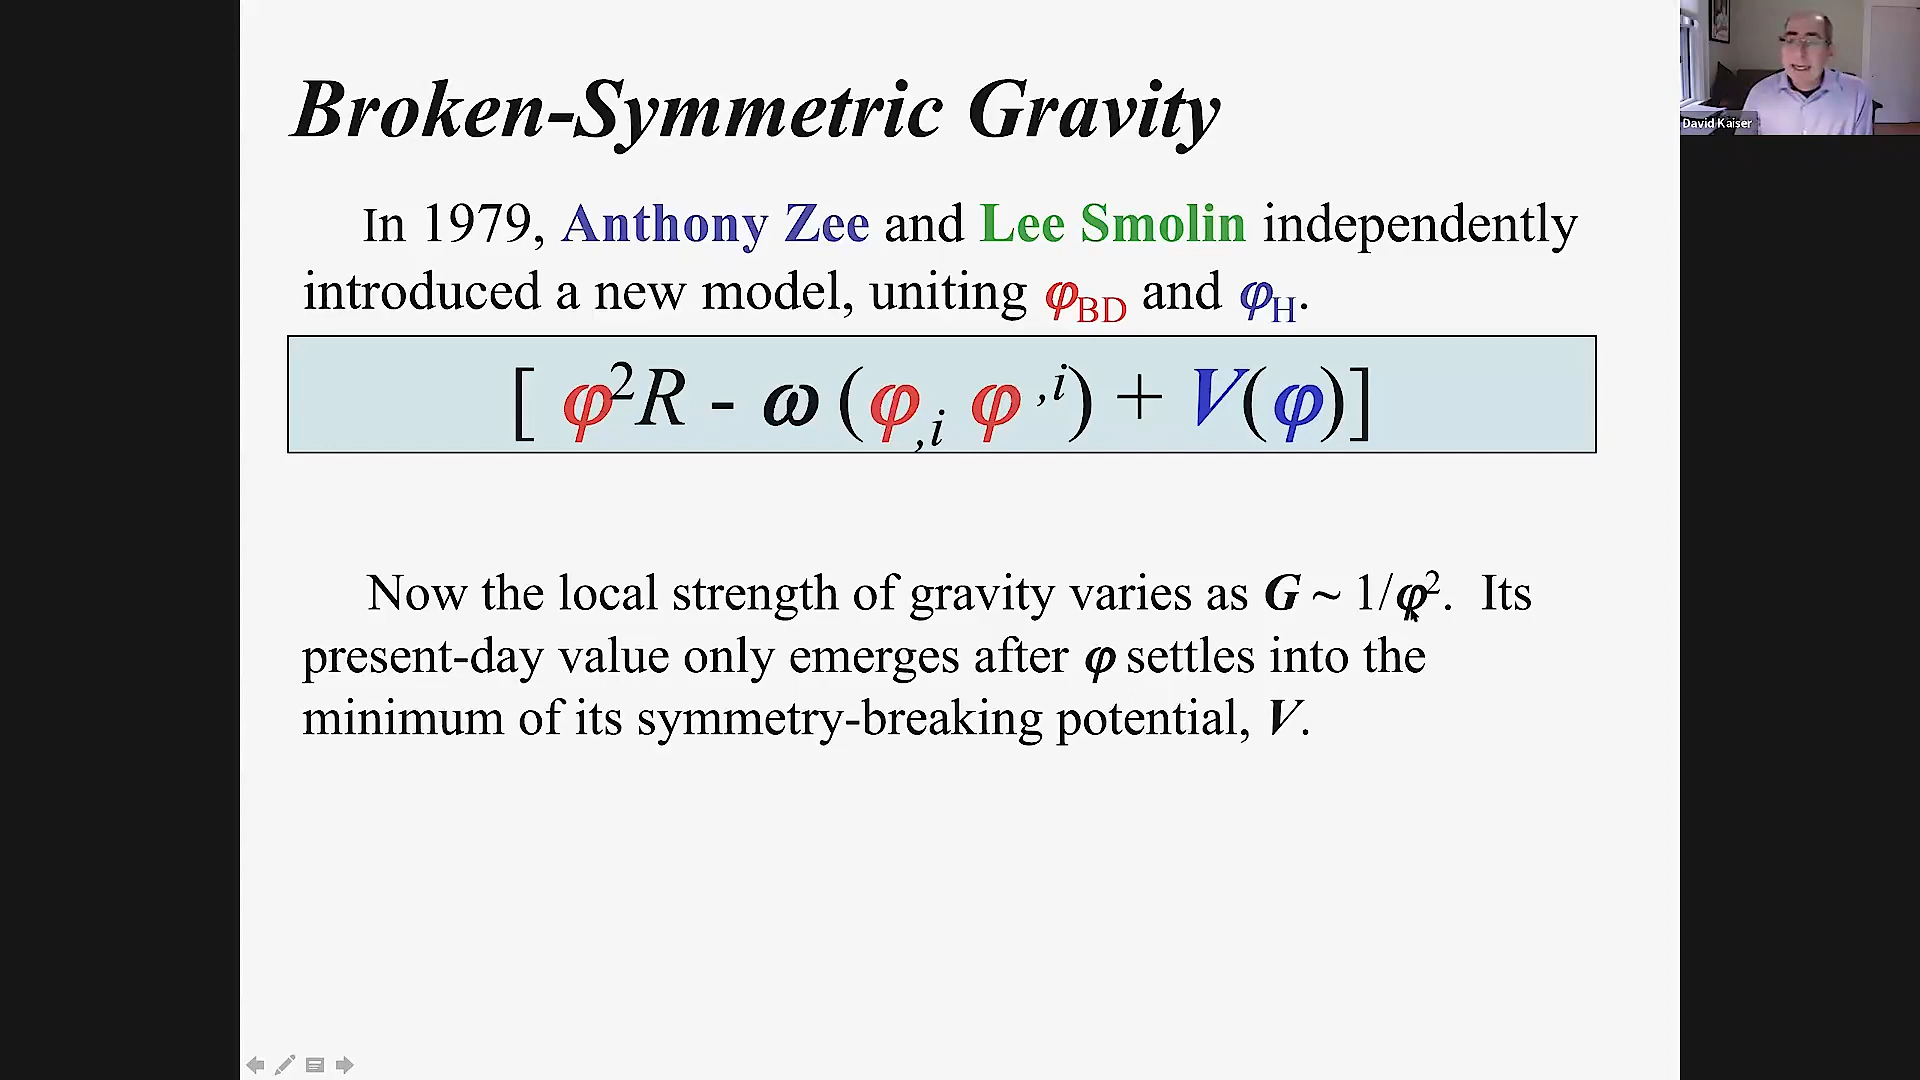 Broken-Symmetric Gravity
David Kaiser
In 1979, Anthony Zee and Lee Smolin independently
introduced a new model, uniting φBD and φH.
[ φ²R - ω (φ,i φ ,i) + V(φ)]
Now the local strength of gravity varies as G ~ 1/φ². Its
present-day value only emerges after φ settles into the
minimum of its symmetry-breaking potential, V.